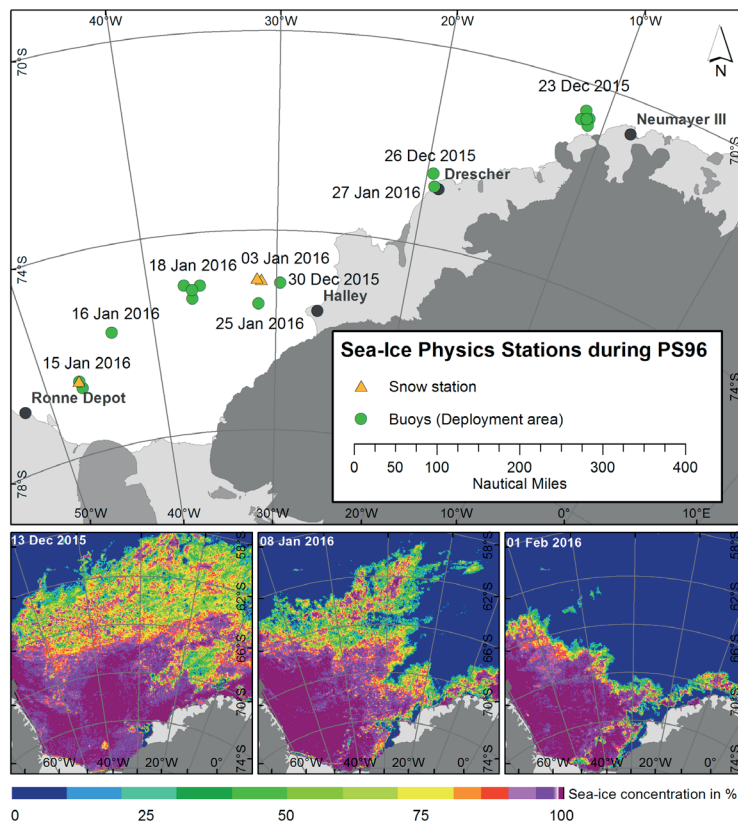 40°W
30°W
20°W
10°W
70°S
N
23 Dec 2015
Neumayer III
70°S
26 Dec 2015
Drescher
27 Jan 2016
74°S
18 Jan 2016
03 Jan 2016
30 Dec 2015
Halley
16 Jan 2016
25 Jan 2016
15 Jan 2016
Ronne Depot
Sea-Ice Physics Stations during PS96
Snow station
Buoys (Deployment area)
0 50 100 200 300 400
Nautical Miles
74°S
78°S
50°W
40°W
30°W
20°W
10°W
0°
10°E
13 Dec 2015
58°S
62°S
66°S
70°S
74°S
60°W
40°W
20°W
0°
08 Jan 2016
58°S
62°S
66°S
70°S
74°S
60°W
40°W
20°W
0°
01 Feb 2016
58°S
62°S
66°S
70°S
74°S
60°W
40°W
20°W
0°
Sea-ice concentration in %
0 25 50 75 100